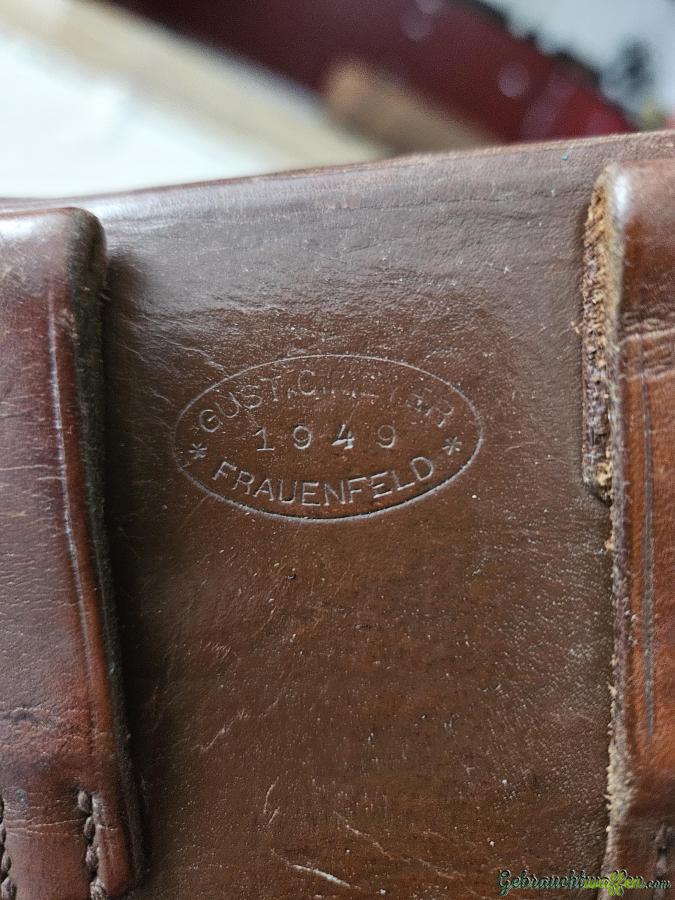 GUST.
1949
* FRAUENFELD *
Gebrauchtwaffen.com